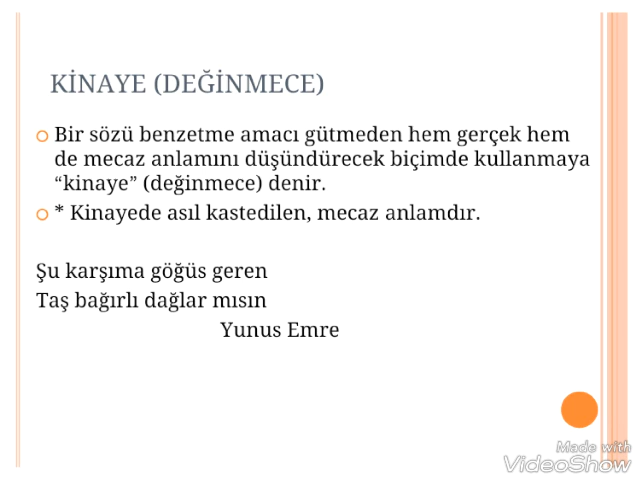 KİNAYE (DEĞİNMECE)
Bir sözü benzetme amacı gütmeden hem gerçek hem
de mecaz anlamını düşündürecek biçimde kullanmaya
“kinaye” (değinmece) denir.
* Kinayede asıl kastedilen, mecaz anlamdır.
Şu karşıma göğüs geren
Taş bağırlı dağlar mısın
Yunus Emre
Made with
VideoShow